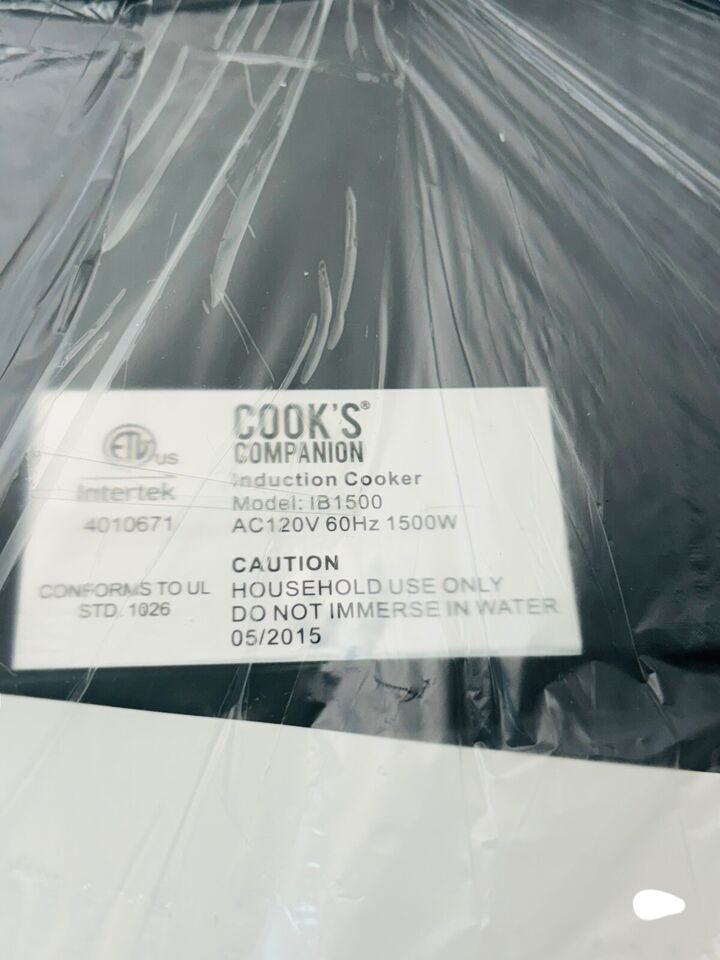 ETL US
Intertek
4010671
CONFORMS TO UL
STD. 1026
COOK'S®
COMPANION
Induction Cooker
Model: IB1500
AC120V 60Hz 1500W
CAUTION
HOUSEHOLD USE ONLY
DO NOT IMMERSE IN WATER
05/2015